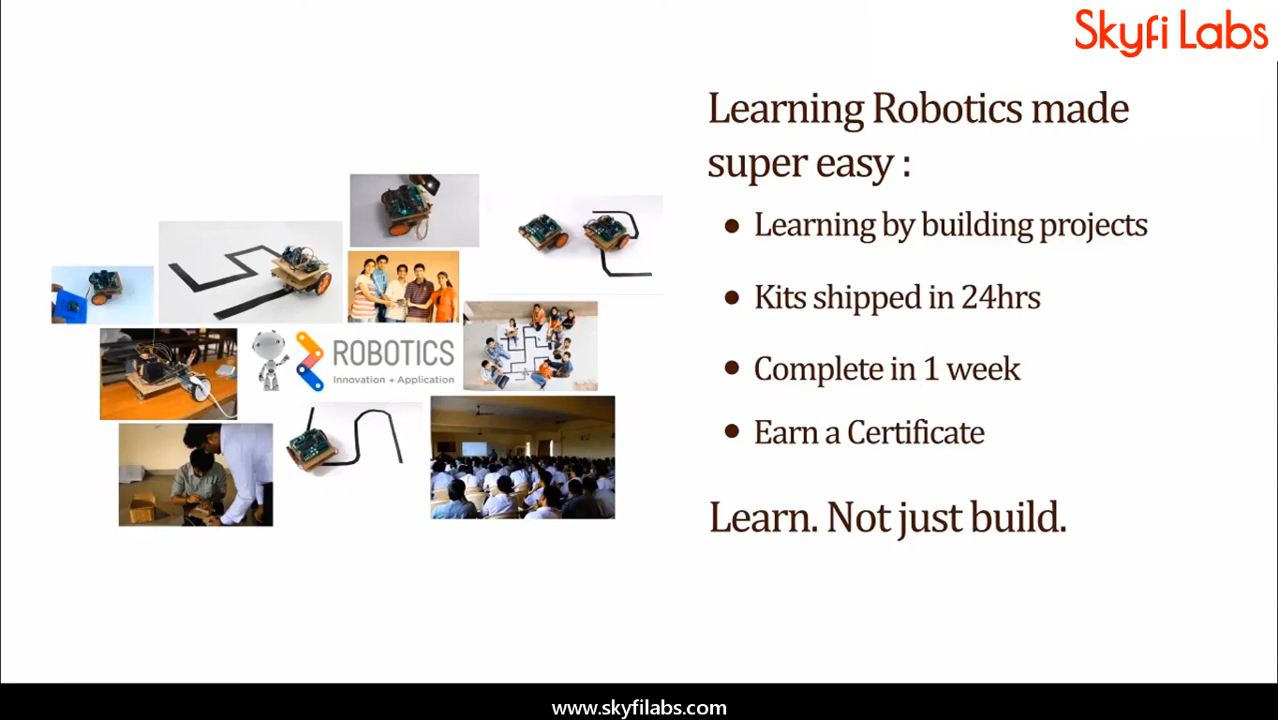 Skyfi Labs
Learning Robotics made
super easy :
• Learning by building projects
• Kits shipped in 24hrs
• Complete in 1 week
• Earn a Certificate
Learn. Not just build.
ROBOTICS
Innovation + Application
www.skyfilabs.com